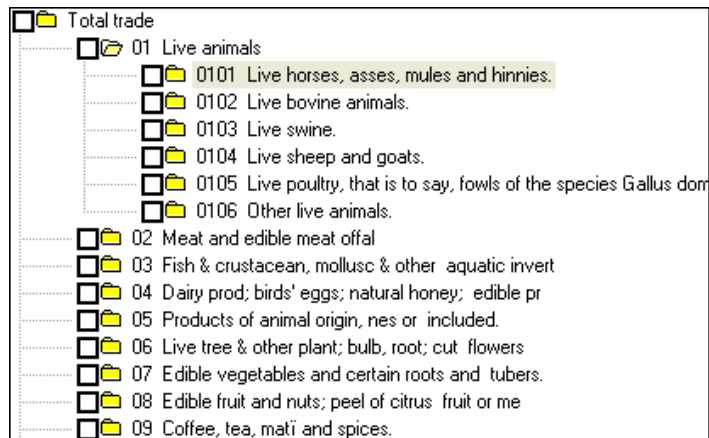 Total trade
01 Live animals
0101 Live horses, asses, mules and hinnies.
0102 Live bovine animals.
0103 Live swine.
0104 Live sheep and goats.
0105 Live poultry, that is to say, fowls of the species Gallus dom
0106 Other live animals.
02 Meat and edible meat offal
03 Fish & crustacean, mollusc & other aquatic invert
04 Dairy prod; birds' eggs; natural honey; edible pr
05 Products of animal origin, nes or included.
06 Live tree & other plant; bulb, root; cut flowers
07 Edible vegetables and certain roots and tubers.
08 Edible fruit and nuts; peel of citrus fruit or me
09 Coffee, tea, matï and spices.